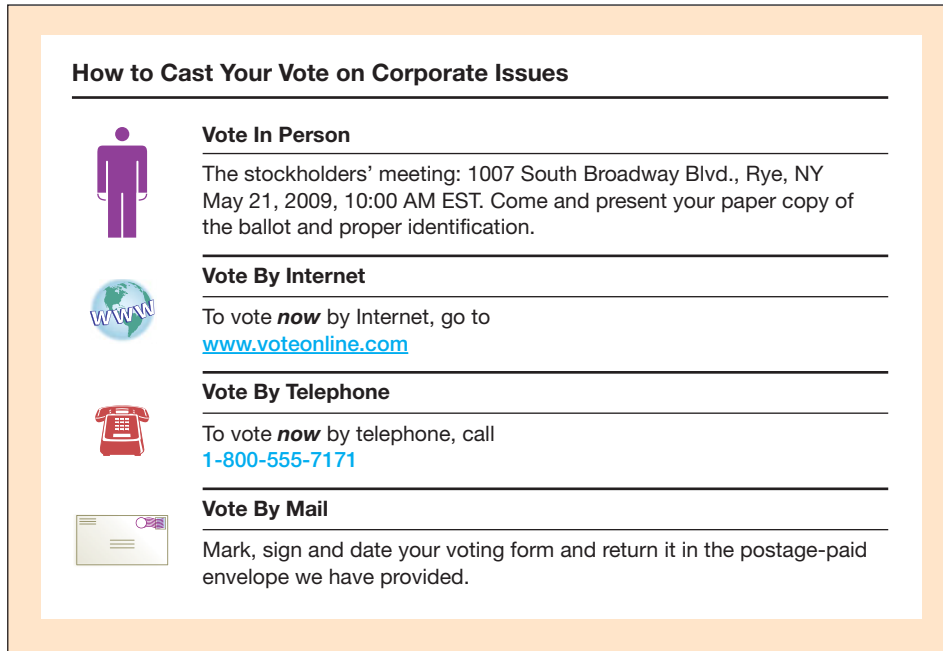 How to Cast Your Vote on Corporate Issues
Vote In Person
The stockholders’ meeting: 1007 South Broadway Blvd., Rye, NY
May 21, 2009, 10:00 AM EST. Come and present your paper copy of
the ballot and proper identification.
WWW
Vote By Internet
To vote now by Internet, go to
www.voteonline.com
Vote By Telephone
To vote now by telephone, call
1-800-555-7171
Vote By Mail
Mark, sign and date your voting form and return it in the postage-paid
envelope we have provided.